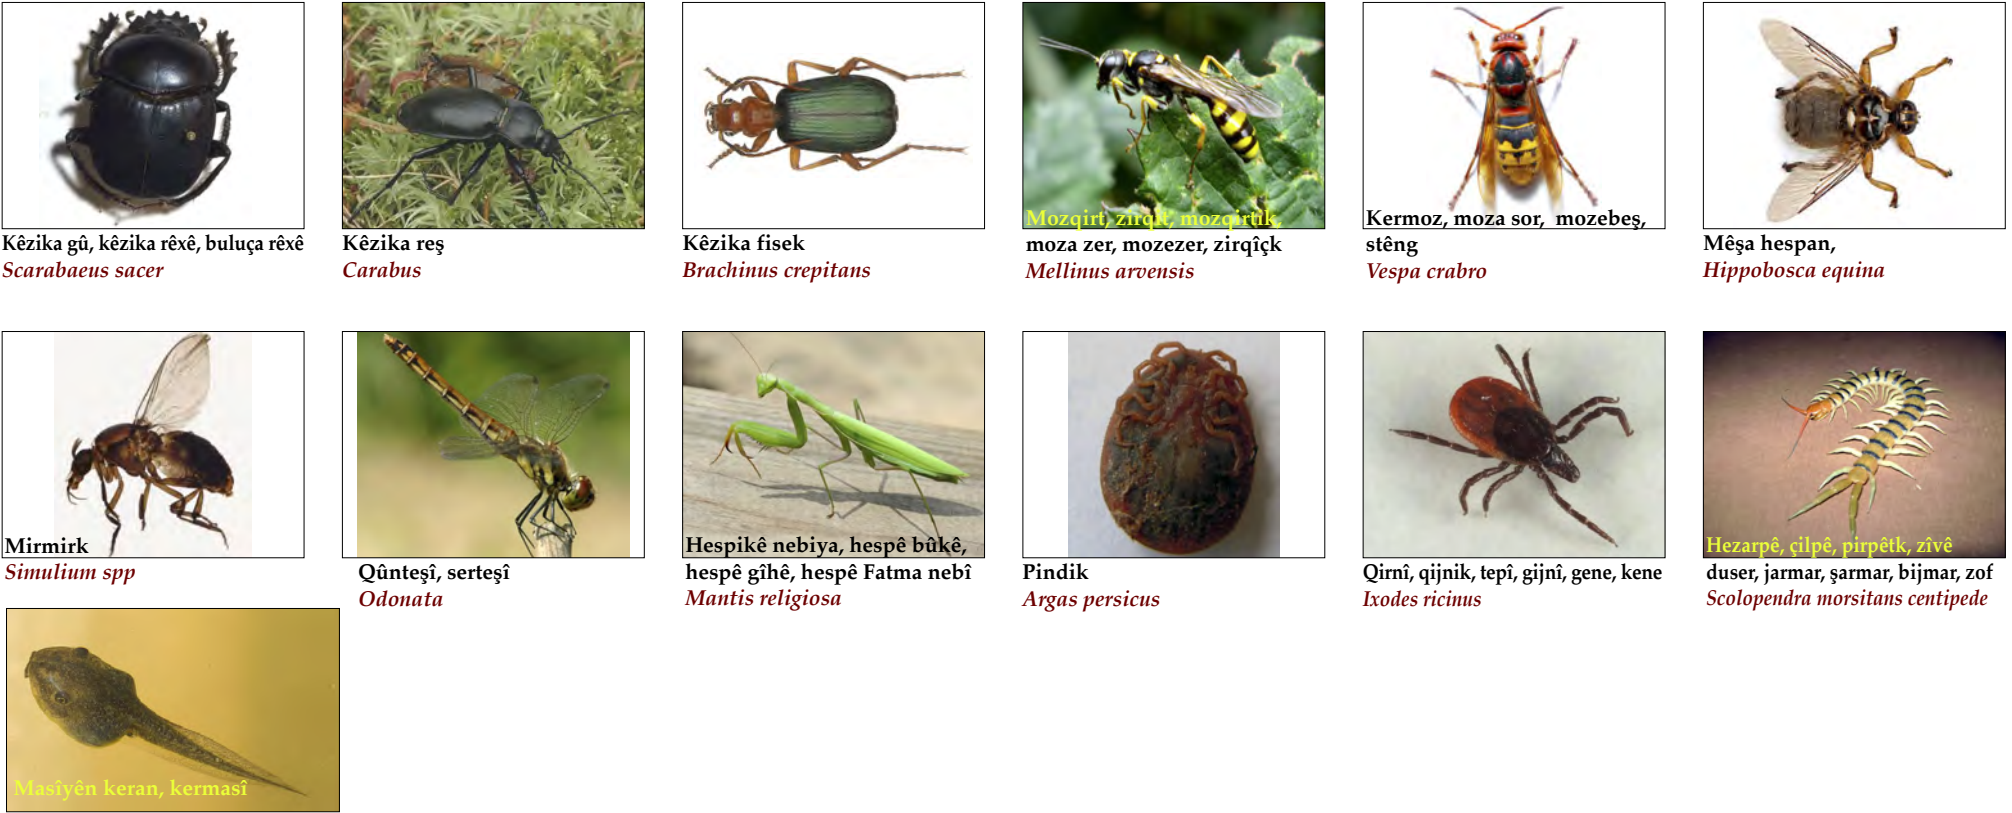 Kêzika gû, kêzika rêxê, buluça rêxê
Scarabaeus sacer
Kêzika reş
Carabus
Kêzika fisek
Brachinus crepitans
Mozqirt, zirqit, mozqirtik,
moza zer, mozezer, zirqîçk
Mellinus arvensis
Kermoz, moza sor, mozebeş,
stêng
Vespa crabro
Mêşa hespan,
Hippobosca equina
Mirmirk
Simulium spp
Qûnteşî, serteşî
Odonata
Hespikê nebiya, hespê bûkê,
hespê gîhê, hespê Fatma nebî
Mantis religiosa
Pindik
Argas persicus
Qirnî, qijnik, tepî, gijnî, gene, kene
Ixodes ricinus
Hezarpê, çilpê, pirpêtk, zîvê
duser, jarmar, şarmar, bijmar, zof
Scolopendra morsitans centipede
Masîyên keran, kermasî